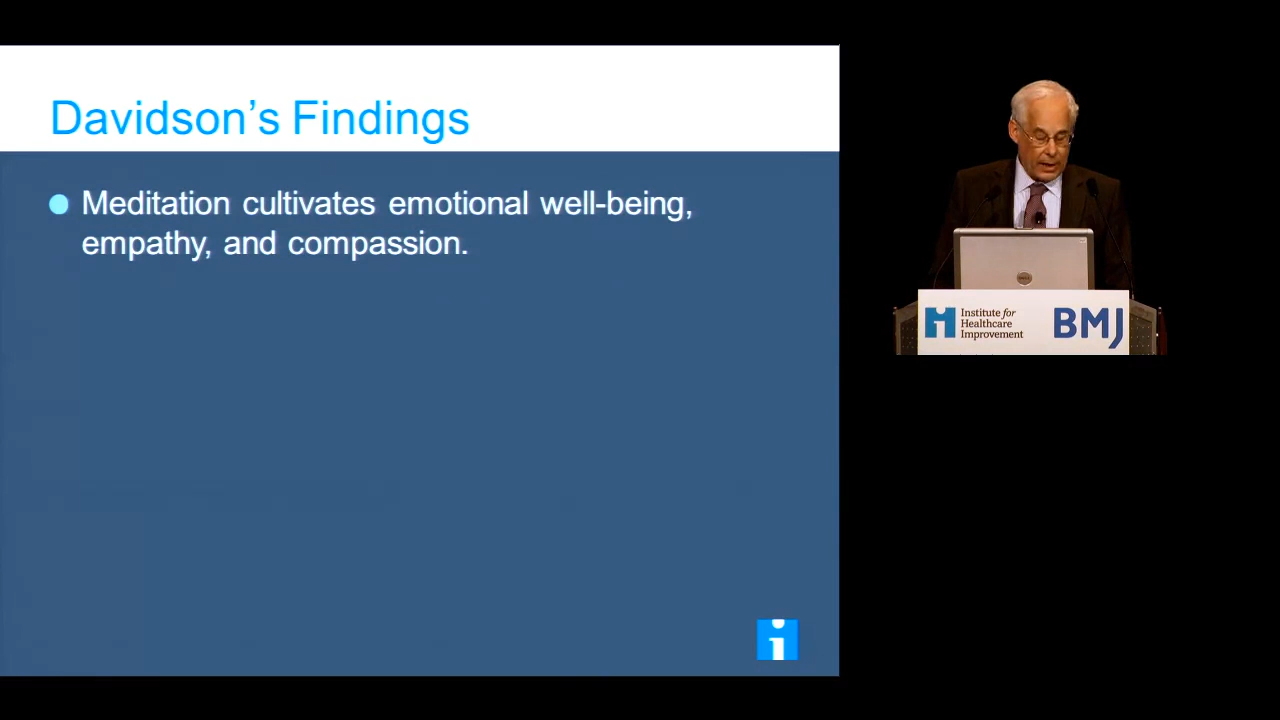 Davidson's Findings
Meditation cultivates emotional well-being,
empathy, and compassion.
Institute for
Healthcare
Improvement
BMJ